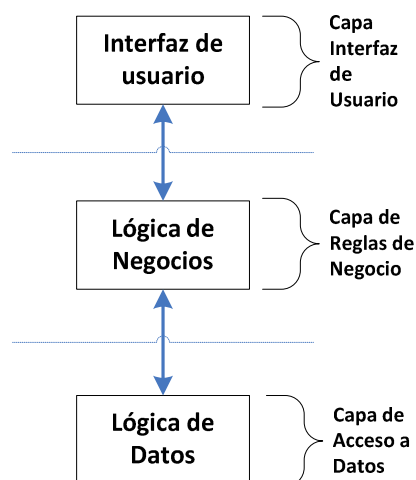 Interfaz de
usuario
Capa
Interfaz
de
Usuario
Lógica de
Negocios
Capa de
Reglas de
Negocio
Lógica de
Datos
Capa de
Acceso a
Datos